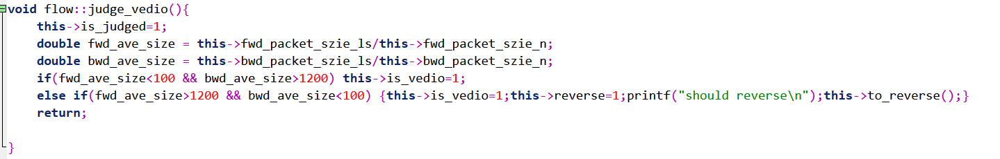 void flow::judge_vedio(){
    this->is_judged=1;
    double fwd_ave_size = this->fwd_packet_szie_ls/this->fwd_packet_szie_n;
    double bwd_ave_size = this->bwd_packet_szie_ls/this->bwd_packet_szie_n;
    if(fwd_ave_size<100 && bwd_ave_size>1200) this->is_vedio=1;
    else if(fwd_ave_size>1200 && bwd_ave_size<100) {this->is_vedio=1;this->reverse=1;printf("should reverse\n");this->to_reverse();}
    return;
}